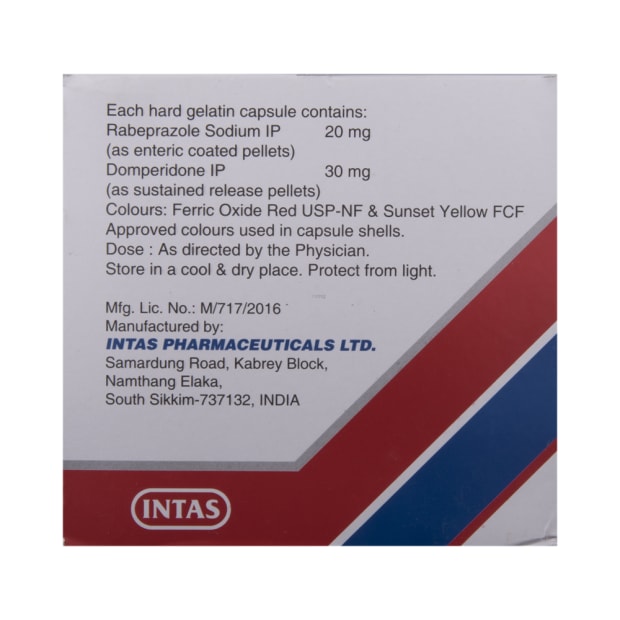 Each hard gelatin capsule contains:
Rabeprazole Sodium IP 20 mg
(as enteric coated pellets)
Domperidone IP 30 mg
(as sustained release pellets)
Colours: Ferric Oxide Red USP-NF & Sunset Yellow FCF
Approved colours used in capsule shells.
Dose : As directed by the Physician.
Store in a cool & dry place. Protect from light.
Mfg. Lic. No.: M/717/2016
Manufactured by:
INTAS PHARMACEUTICALS LTD.
Samardung Road, Kabrey Block,
Namthang Elaka,
South Sikkim-737132, INDIA
INTAS